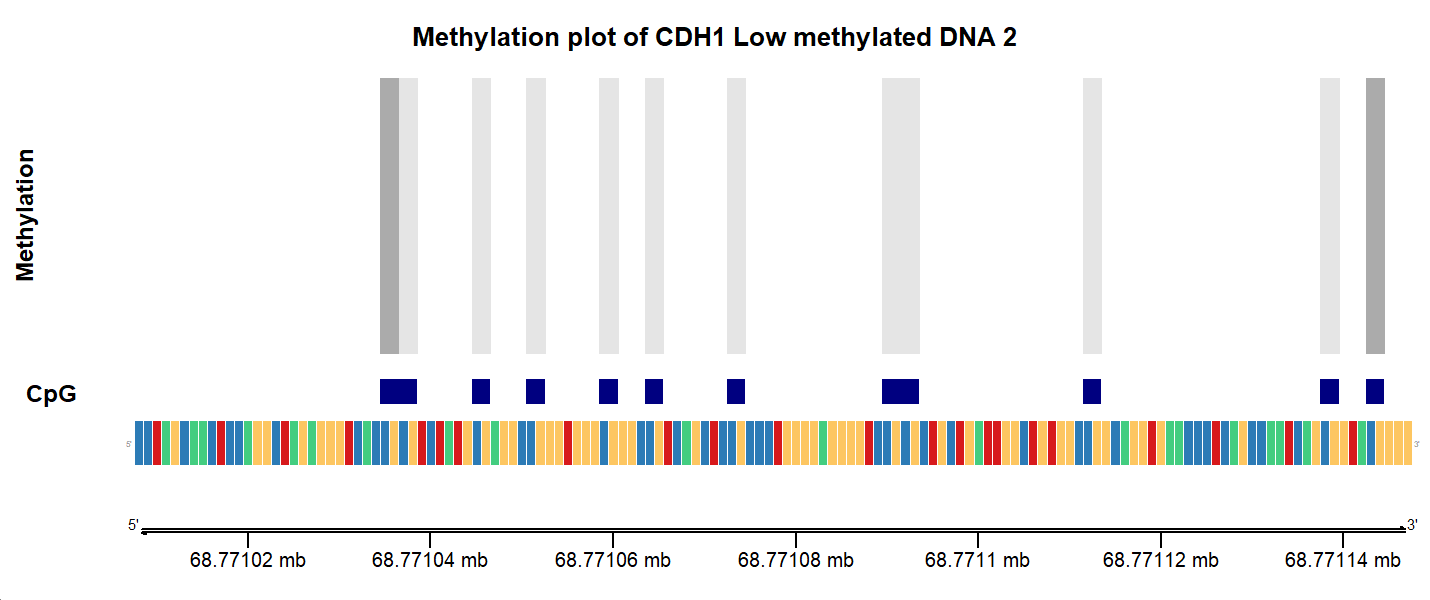 Methylation plot of CDH1 Low methylated DNA 2
Methylation
CpG
5' 3'
5' 3'
68.77102 mb 68.77104 mb 68.77106 mb 68.77108 mb 68.7711 mb 68.77112 mb 68.77114 mb